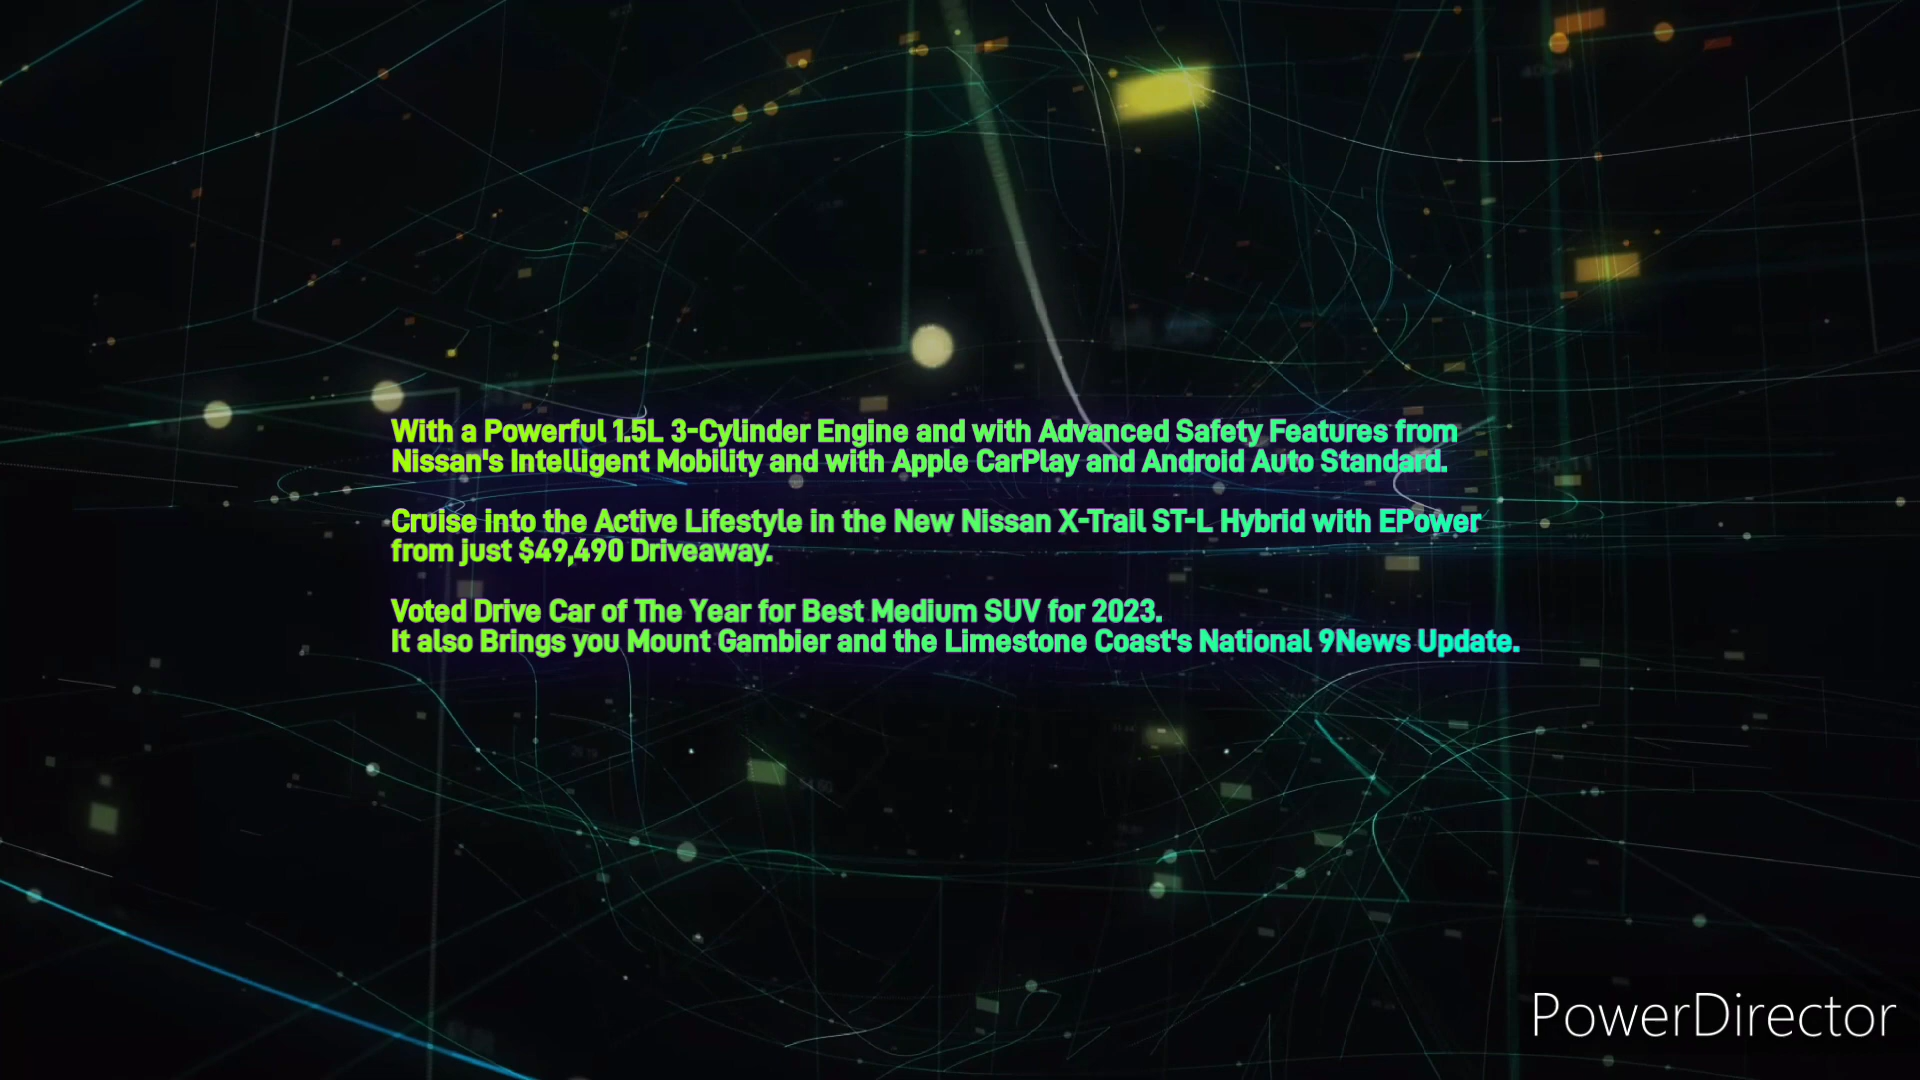 With a Powerful 1.5L 3-Cylinder Engine and with Advanced Safety Features from
Nissan's Intelligent Mobility and with Apple CarPlay and Android Auto Standard.
Cruise into the Active Lifestyle in the New Nissan X-Trail ST-L Hybrid with EPower
from just $49,490 Driveaway.
Voted Drive Car of The Year for Best Medium SUV for 2023.
It also Brings you Mount Gambier and the Limestone Coast's National 9News Update.
PowerDirector